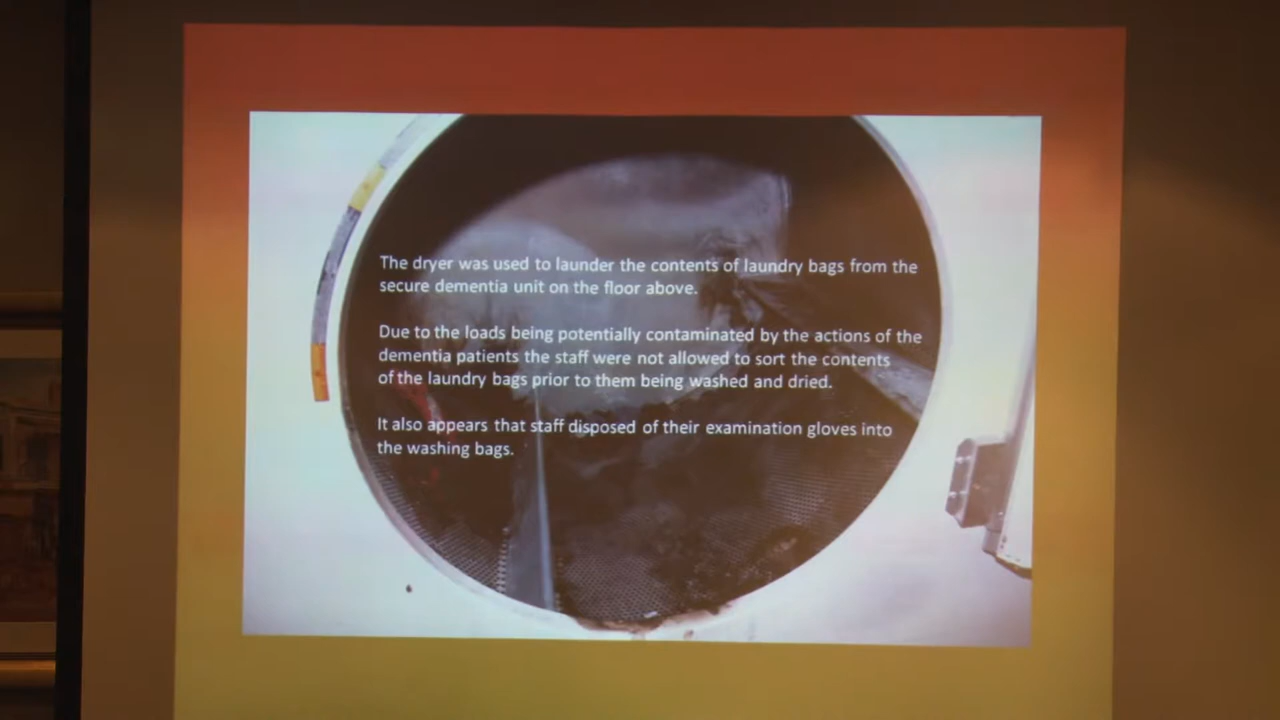 The dryer was used to launder the contents of laundry bags from the
secure dementia unit on the floor above.
Due to the loads being potentially contaminated by the actions of the
dementia patients the staff were not allowed to sort the contents
of the laundry bags prior to them being washed and dried.
It also appears that staff disposed of their examination gloves into
the washing bags.